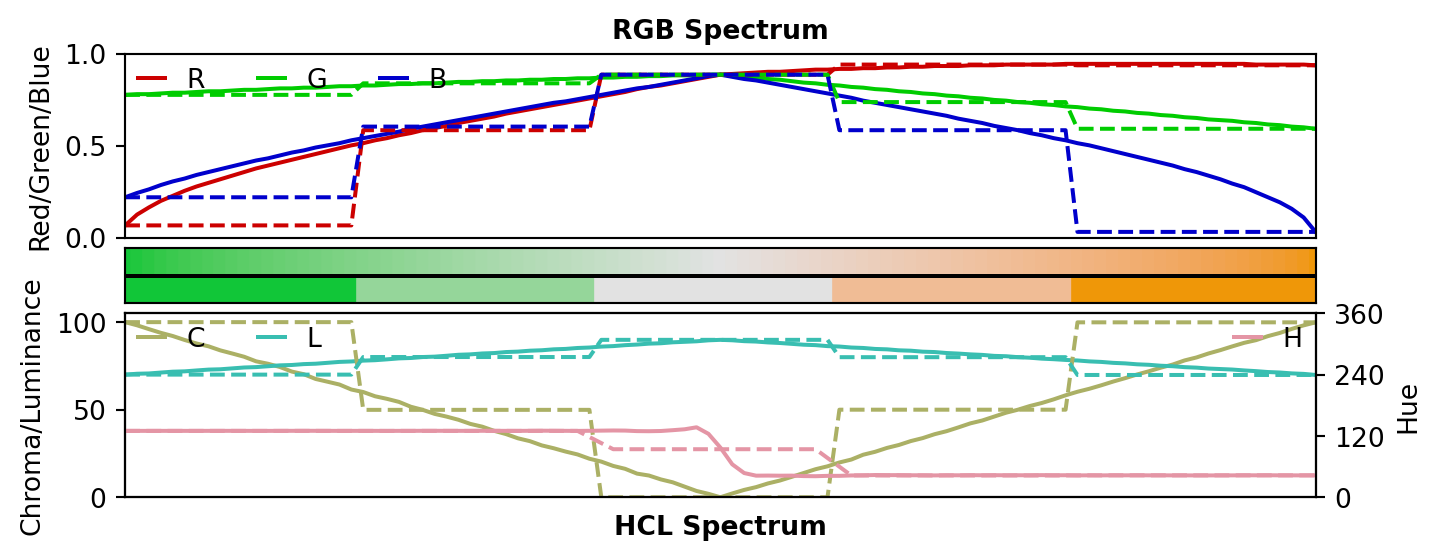 RGB Spectrum
Red/Green/Blue
1.0
0.5
0.0
R G B
Chroma/Luminance
100
50
0
C L H
360
240
120
0
Hue
HCL Spectrum